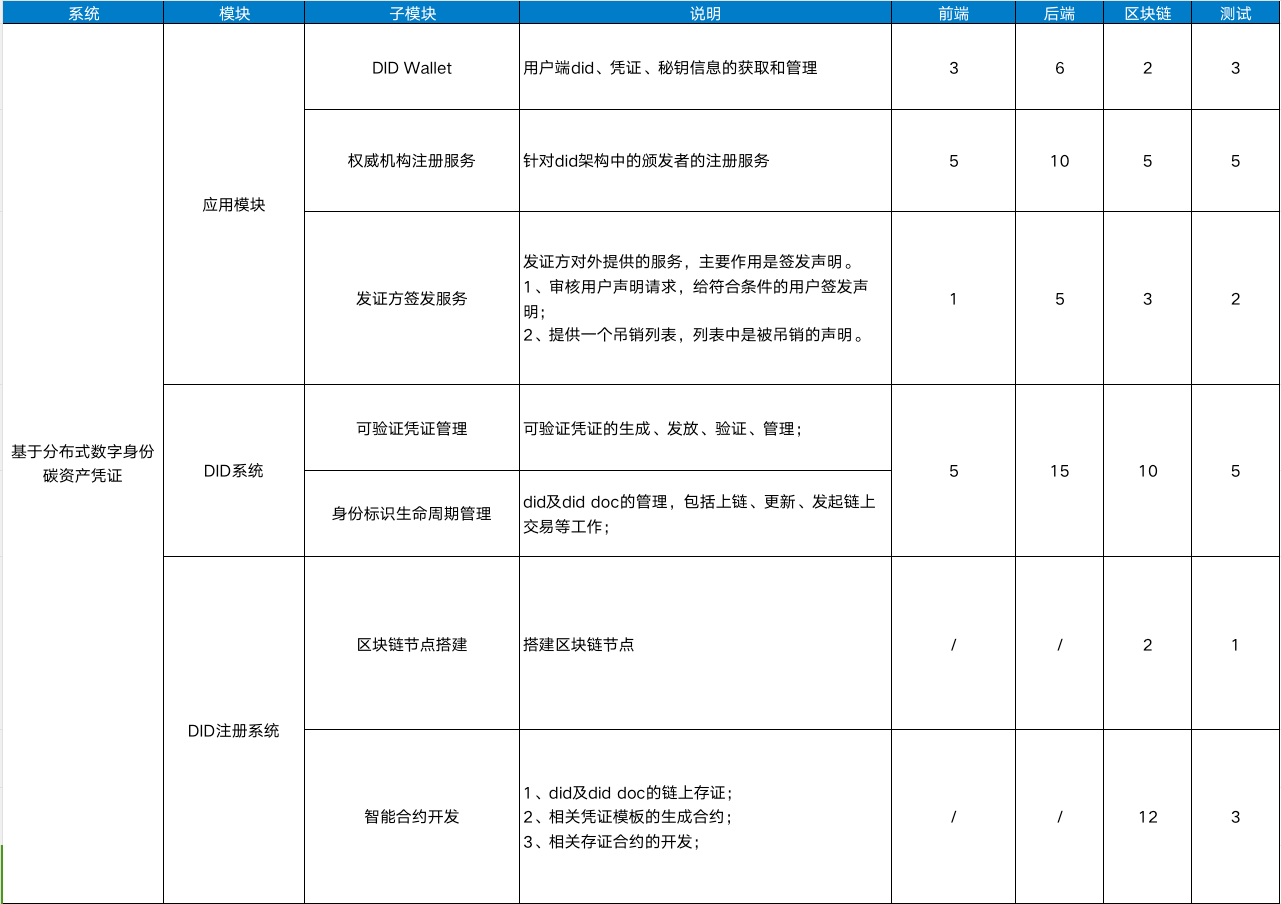 系统 模块 子模块 说明 前端 后端 区块链 测试
DID Wallet 用户端did、凭证、秘钥信息的获取和管理 3 6 2 3
权威机构注册服务 针对did架构中的颁发者的注册服务 5 10 5 5
应用模块
发证方对外提供的服务，主要作用是签发声明。
1、审核用户声明请求，给符合条件的用户签发声
明；
2、提供一个吊销列表，列表中是被吊销的声明。
发证方签发服务 1 5 3 2
可验证凭证管理 可验证凭证的生成、发放、验证、管理；
基于分布式数字身份
碳资产凭证
DID系统 5 15 10 5
身份标识生命周期管理
did及did doc的管理，包括上链、更新、发起链上
交易等工作；
区块链节点搭建 搭建区块链节点 / / 2 1
DID注册系统
智能合约开发
1、did及did doc的链上存证；
2、相关凭证模板的生成合约；
3、相关存证合约的开发；
/ / 12 3